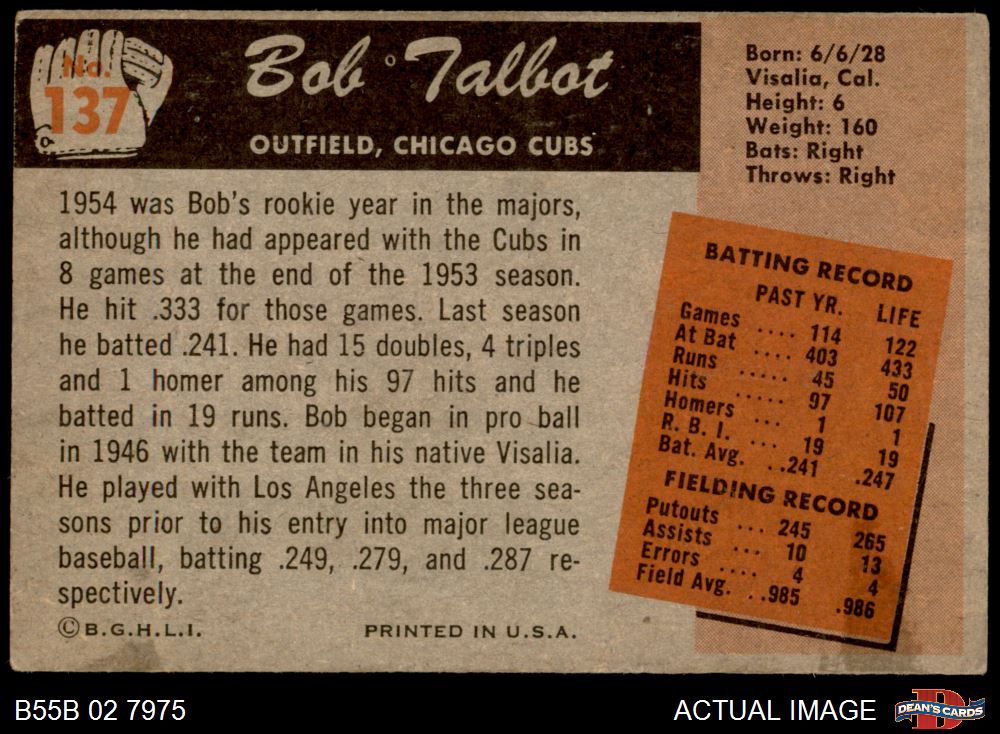 No.
137
Bob Talbot
OUTFIELD, CHICAGO CUBS
Born: 6/6/28
Visalia, Cal.
Height: 6
Weight: 160
Bats: Right
Throws: Right
1954 was Bob's rookie year in the majors,
although he had appeared with the Cubs in
8 games at the end of the 1953 season.
He hit .333 for those games. Last season
he batted .241. He had 15 doubles, 4 triples
and 1 homer among his 97 hits and he
batted in 19 runs. Bob began in pro ball
in 1946 with the team in his native Visalia.
He played with Los Angeles the three sea-
sons prior to his entry into major league
baseball, batting .249, .279, and .287 re-
spectively.
©B.G.H.L.I. PRINTED IN U.S.A.
BATTING RECORD
PAST YR. LIFE
Games .... 114 122
At Bat .... 403 433
Runs ..... 45 50
Hits ..... 97 107
Homers ... 1 1
R. B. I. ... 19 19
Bat. Avg. ..241 .247
FIELDING RECORD
Putouts ... 245 265
Assists ... 10 13
Errors .... 4 4
Field Avg. ..985 .986
B55B 02 7975 ACTUAL IMAGE DEAN'S CARDS